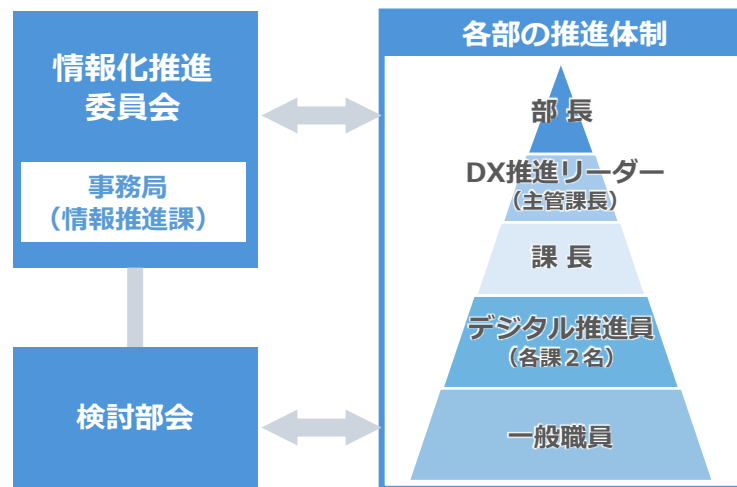 情報化推進
委員会
事務局
（情報推進課）
検討部会
各部の推進体制
部 長
DX推進リーダー
（主管課長）
課 長
デジタル推進員
（各課２名）
一般職員